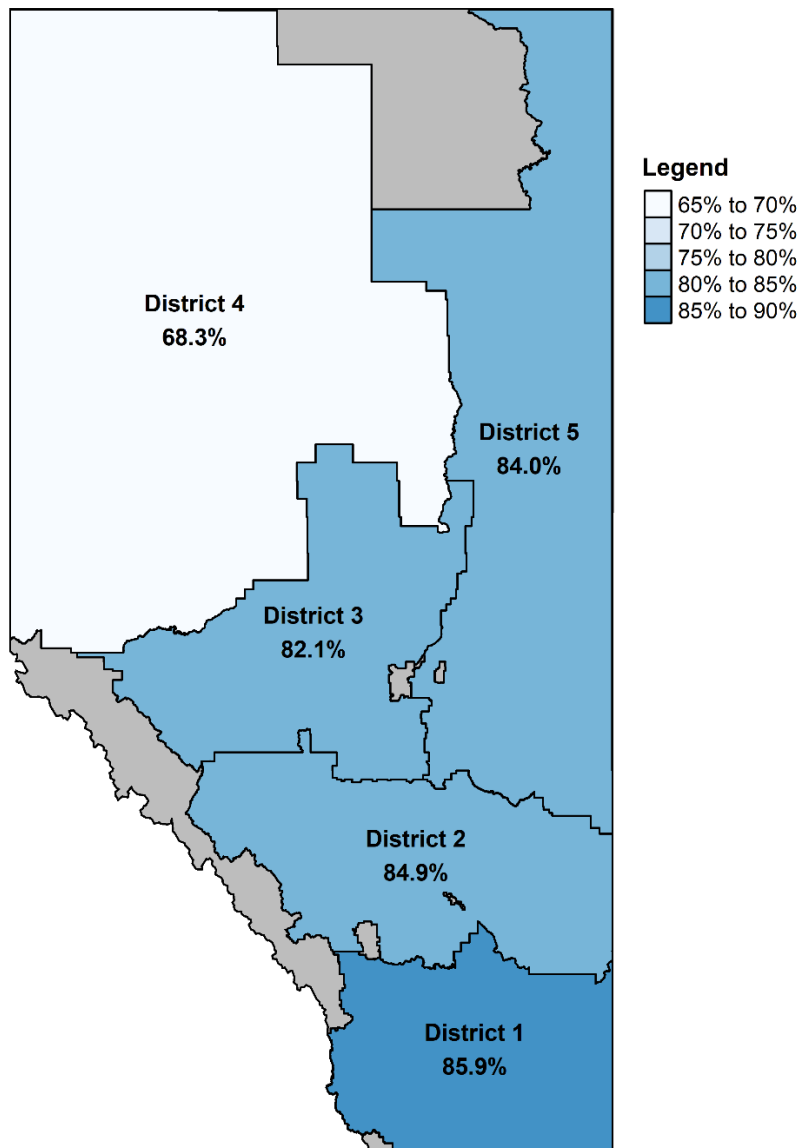 Legend
65% to 70%
70% to 75%
75% to 80%
80% to 85%
85% to 90%
District 4
68.3%
District 5
84.0%
District 3
82.1%
District 2
84.9%
District 1
85.9%